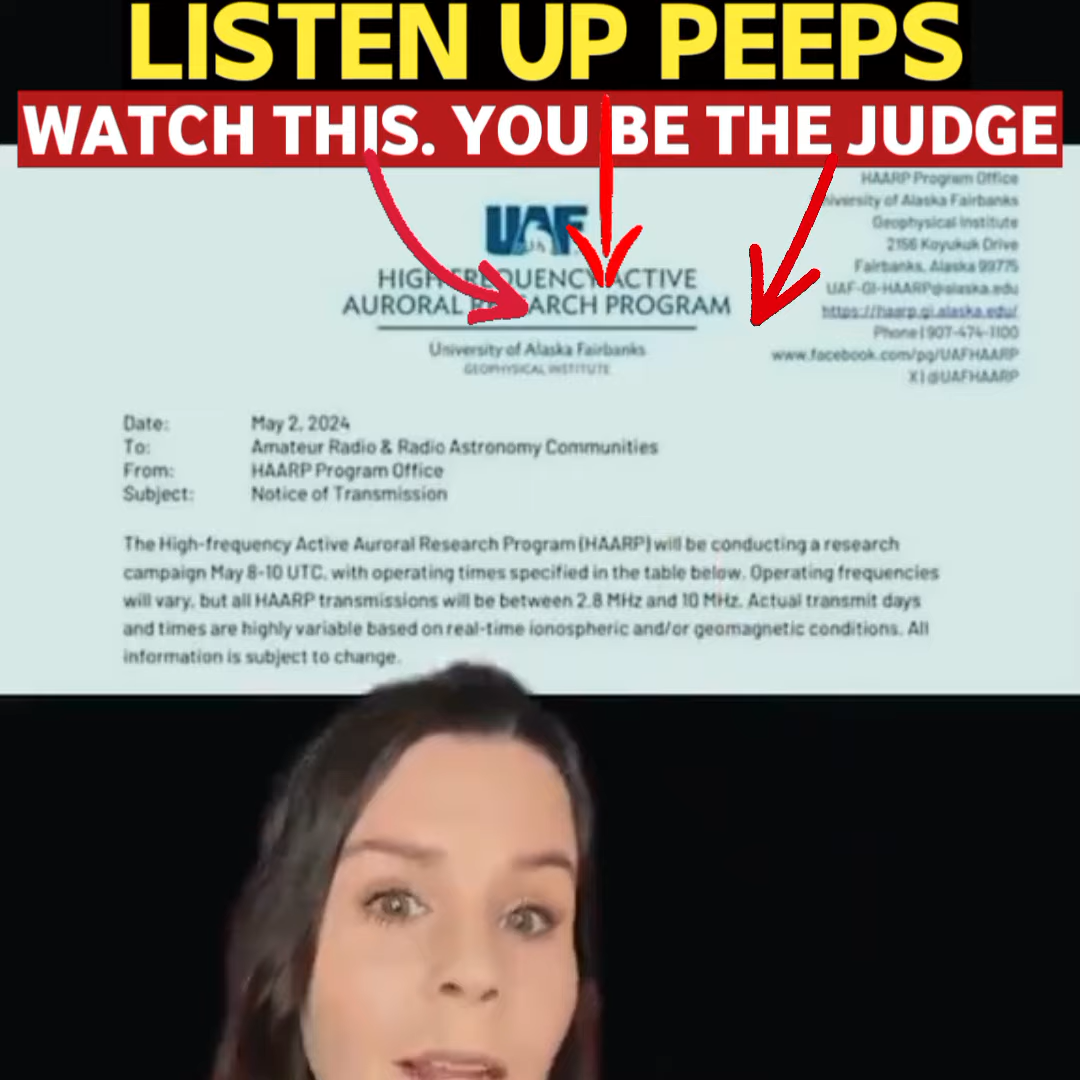 LISTEN UP PEEPS
WATCH THIS. YOU BE THE JUDGE
HAARP Program Office
University of Alaska Fairbanks
Geophysical Institute
2156 Koyukuk Drive
Fairbanks, Alaska 99775
UAF-GI-HAARP@alaska.edu
https://haarp.gi.alaska.edu/
Phone | 907-474-1100
www.facebook.com/pg/UAFHAARP
X | @UAFHAARP
UAF
HIGH-FREQUENCY ACTIVE
AURORAL RESEARCH PROGRAM
University of Alaska Fairbanks
GEOPHYSICAL INSTITUTE
Date: May 2, 2024
To: Amateur Radio & Radio Astronomy Communities
From: HAARP Program Office
Subject: Notice of Transmission
The High-frequency Active Auroral Research Program (HAARP) will be conducting a research
campaign May 8-10 UTC, with operating times specified in the table below. Operating frequencies
will vary, but all HAARP transmissions will be between 2.8 MHz and 10 MHz. Actual transmit days
and times are highly variable based on real-time ionospheric and/or geomagnetic conditions. All
information is subject to change.